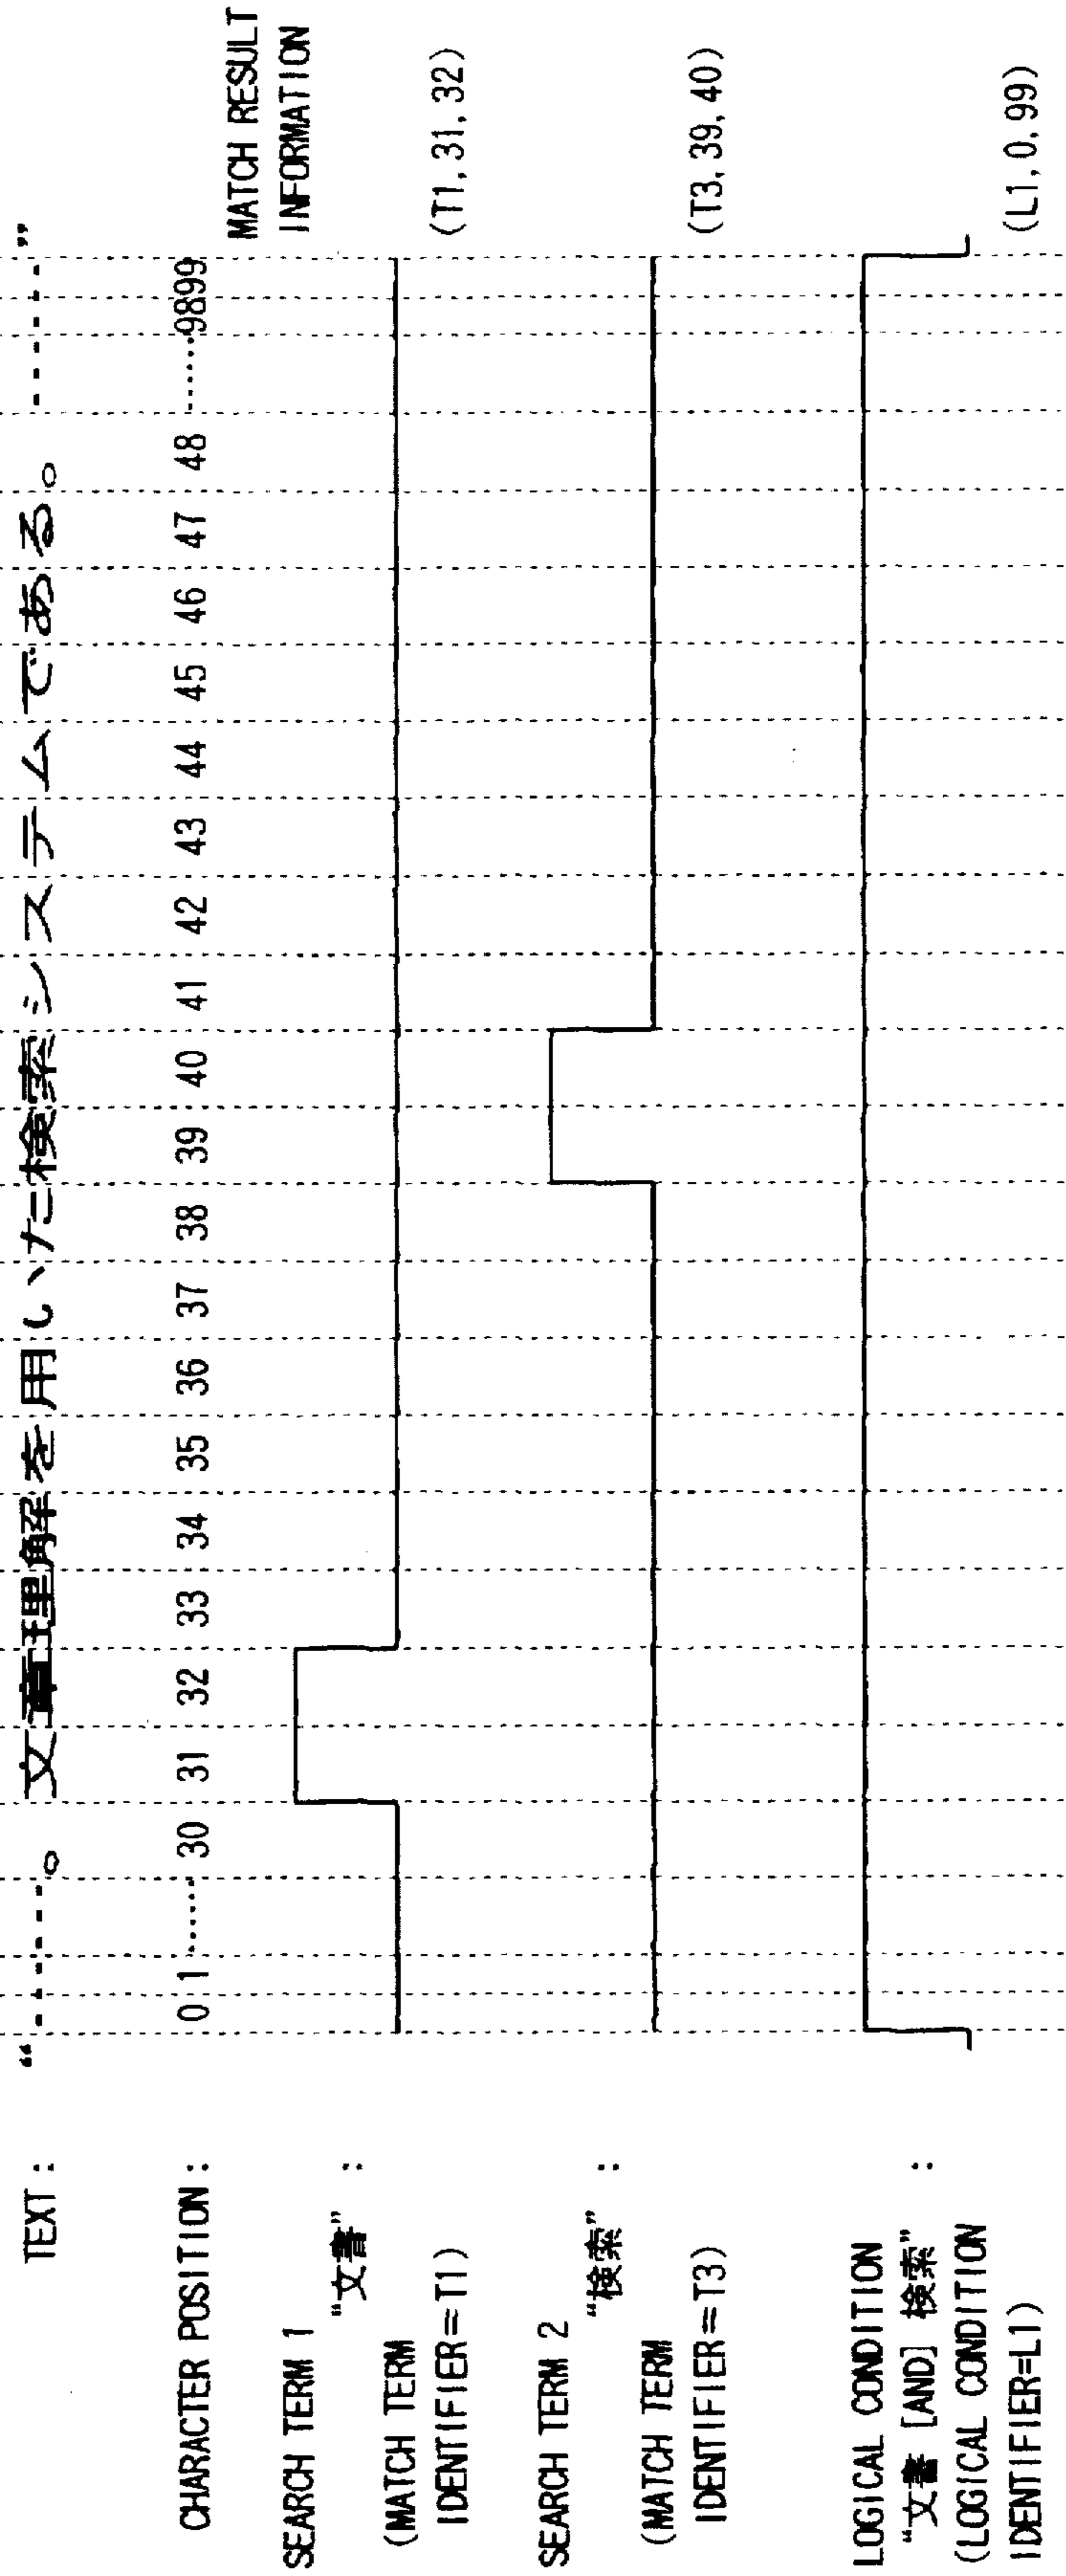 TEXT : “------。文章理解を用いた検索システムである。------”
CHARACTER POSITION : 0 1 ...... 30 31 32 33 34 35 36 37 38 39 40 41 42 43 44 45 46 47 48 ......9899
MATCH RESULT
INFORMATION
SEARCH TERM 1
“文書” :
(MATCH TERM
IDENTIFIER=T1)
(T1, 31, 32)
SEARCH TERM 2
“検索” :
(MATCH TERM
IDENTIFIER=T3)
(T3, 39, 40)
LOGICAL CONDITION
“文書 [AND] 検索” :
(LOGICAL CONDITION
IDENTIFIER=L1)
(L1, 0, 99)